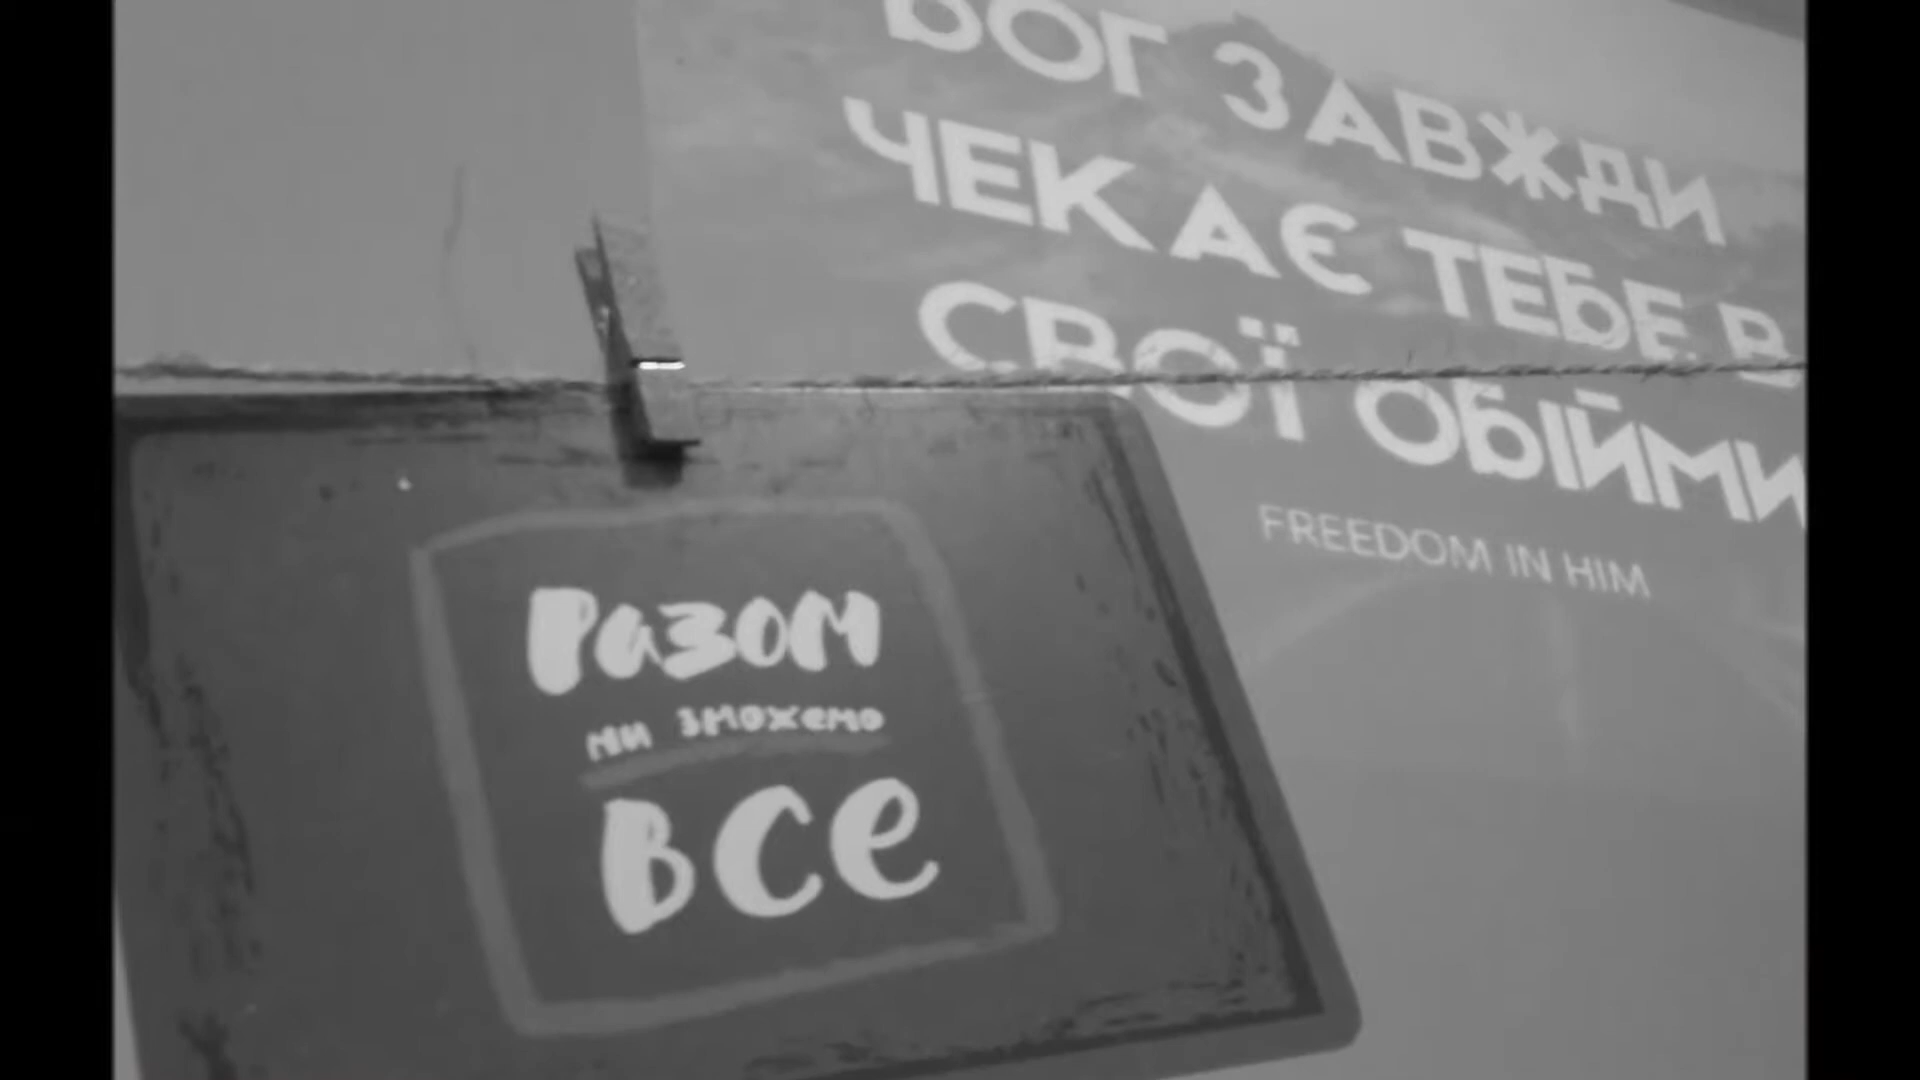 БОГ ЗАВЖДИ
ЧЕКАЄ ТЕБЕ В
СВОЇ ОБІЙМИ
FREEDOM IN HIM
Разом
ми зможемо
все